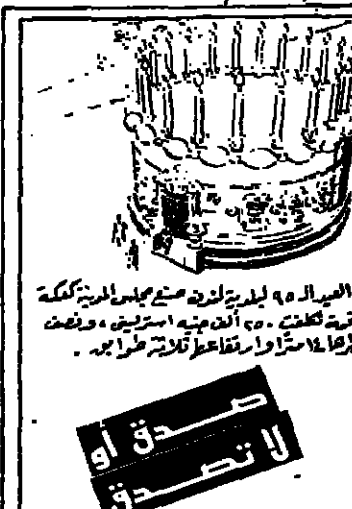 العيد الـ ٩٥ لبلدية لندن صنع مجلس المدينة كعكة
تكلفت ٢٥٠ ألف جنيه استرليني ، ونصف
١٤ متراً وارتفاعها ثلاثة طوابق .
صدق أو
لا تصدق